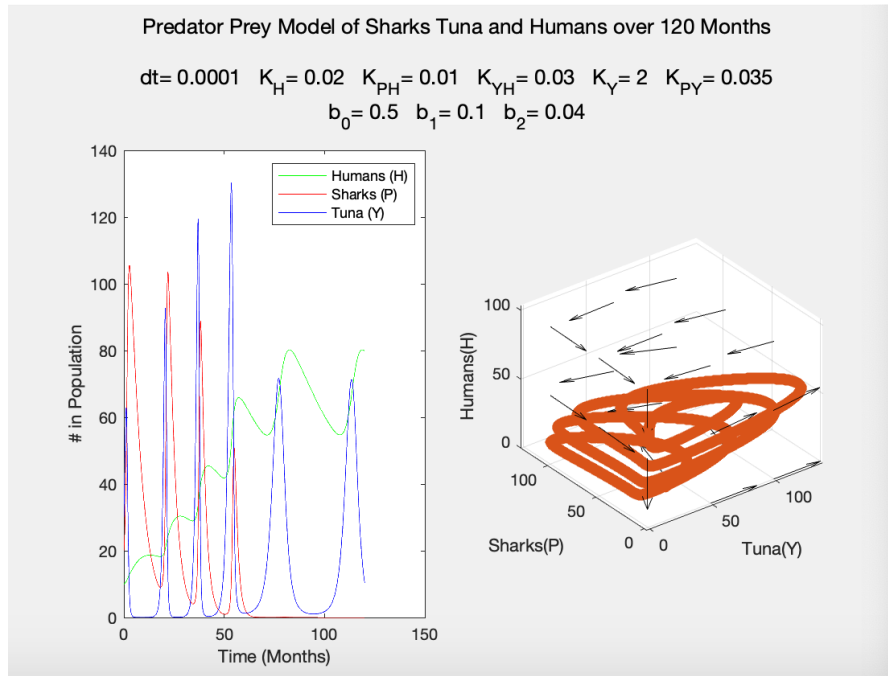 Predator Prey Model of Sharks Tuna and Humans over 120 Months
dt= 0.0001 K_H= 0.02 K_PH= 0.01 K_YH= 0.03 K_Y= 2 K_PY= 0.035
b_0= 0.5 b_1= 0.1 b_2= 0.04
140
120
100
80
60
40
20
0
0 50 100 150
# in Population
Time (Months)
Humans (H)
Sharks (P)
Tuna (Y)
100
50
0
Humans(H)
100
50
0
Sharks(P)
0
50
100
Tuna(Y)